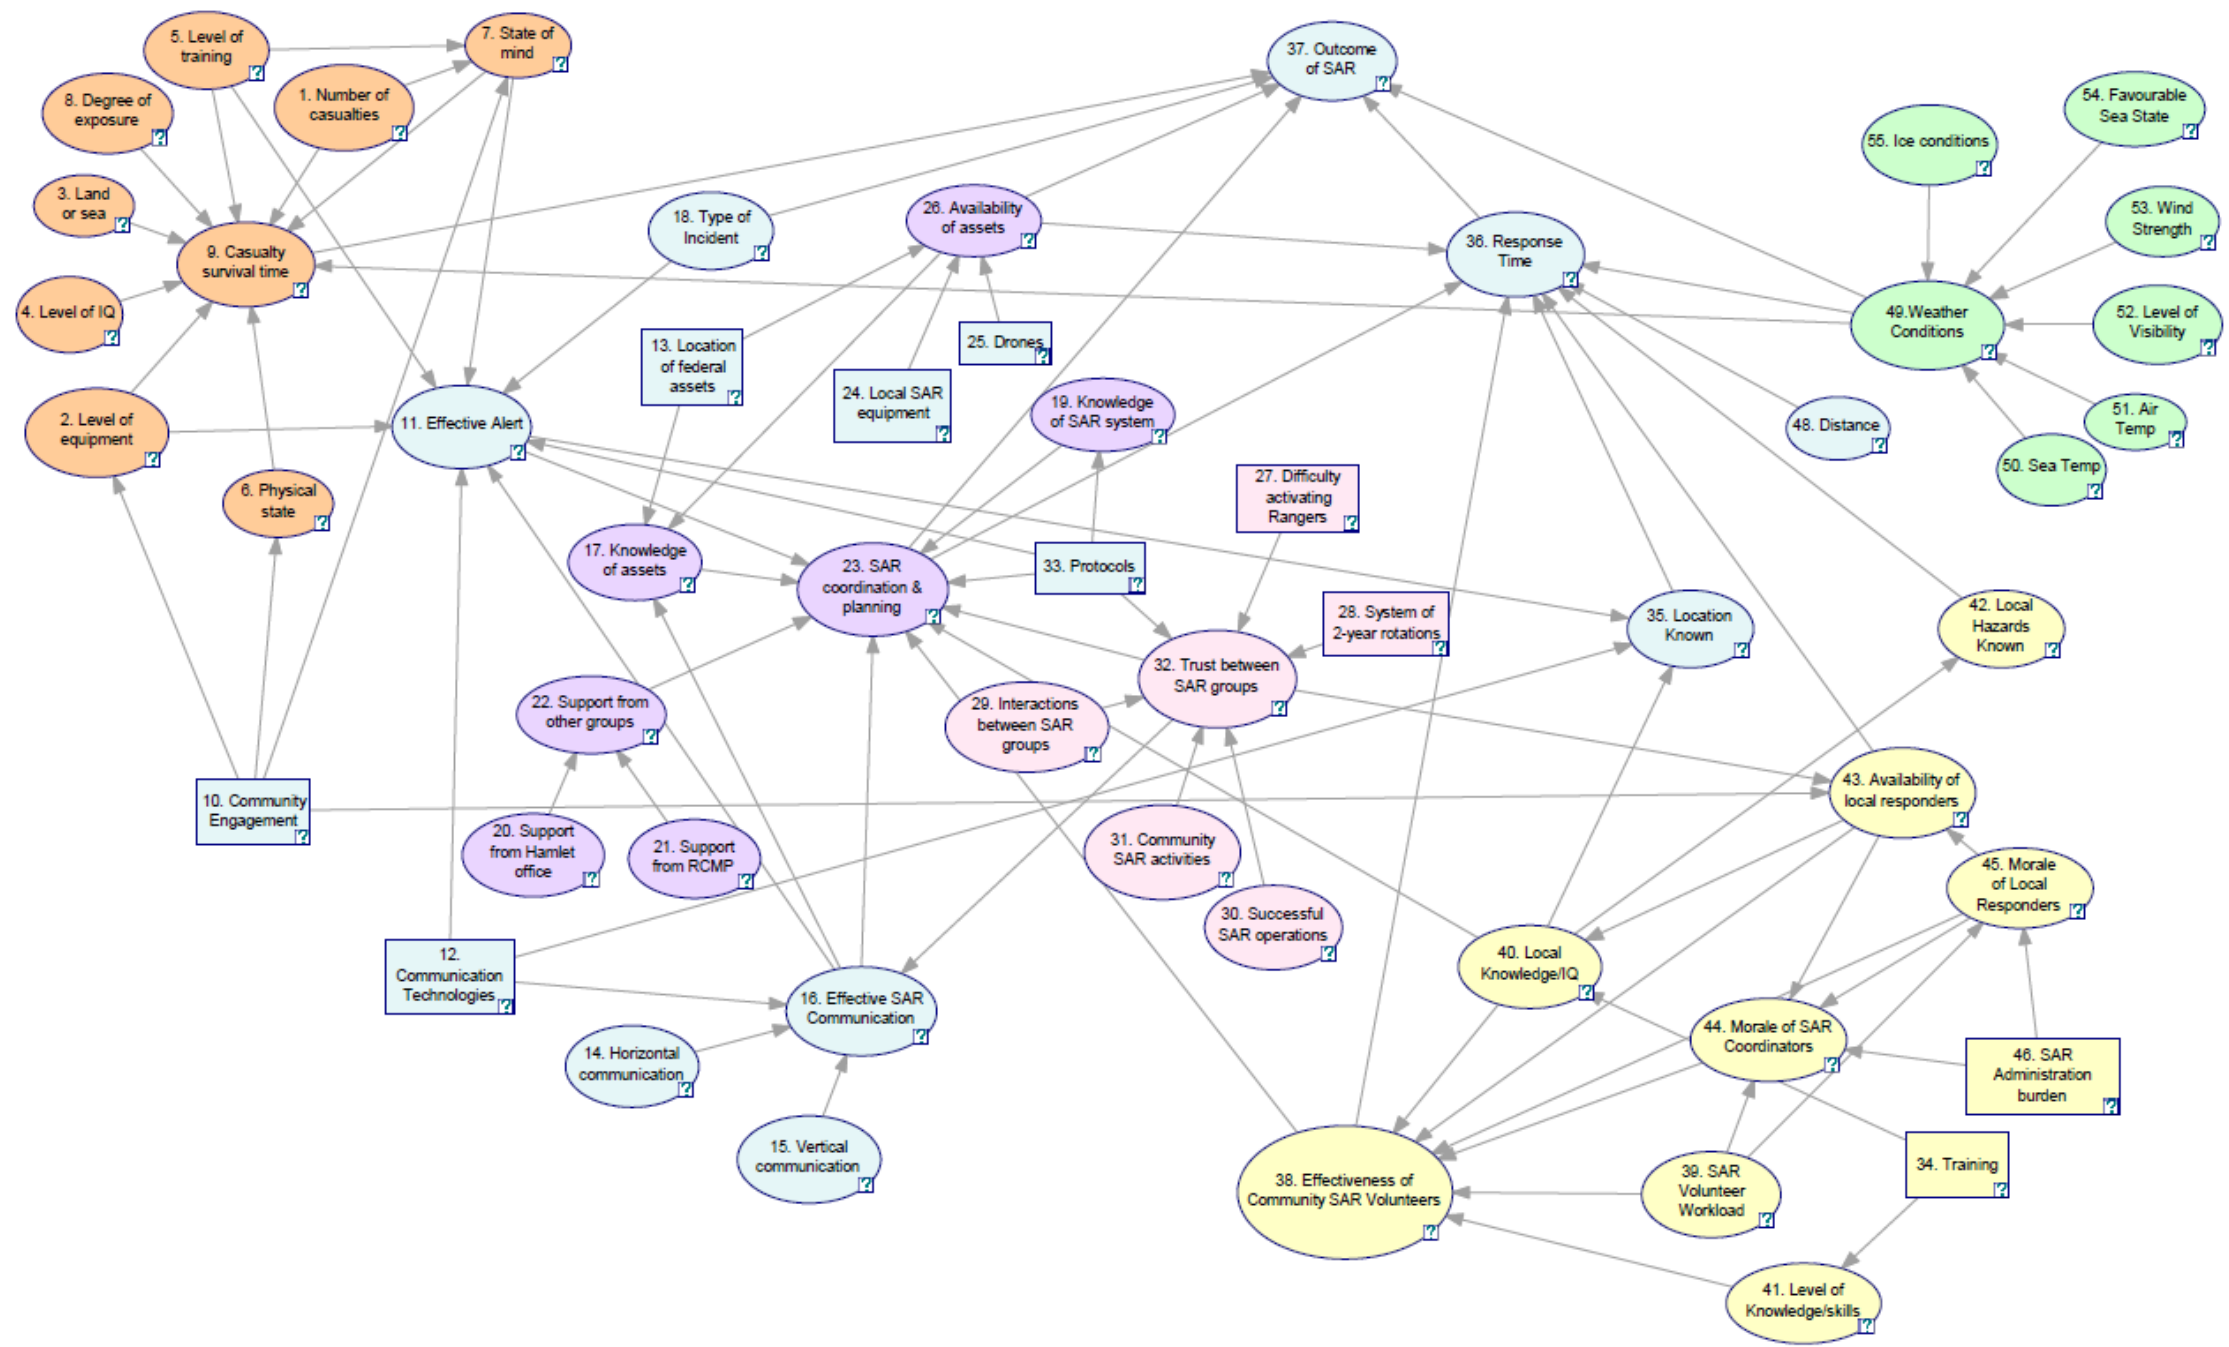 5. Level of
training
7. State of
mind
8. Degree of
exposure
1. Number of
casualties
3. Land
or sea
9. Casualty
survival time
4. Level of IQ
2. Level of
equipment
6. Physical
state
10. Community
Engagement
37. Outcome
of SAR
18. Type of
Incident
26. Availability
of assets
36. Response
Time
13. Location
of federal
assets
25. Drones
24. Local SAR
equipment
19. Knowledge
of SAR system
11. Effective Alert
17. Knowledge
of assets
23. SAR
coordination &
planning
33. Protocols
27. Difficulty
activating
Rangers
28. System of
2-year rotations
32. Trust between
SAR groups
29. Interactions
between SAR
groups
22. Support from
other groups
20. Support
from Hamlet
office
21. Support
from RCMP
31. Community
SAR activities
30. Successful
SAR operations
12.
Communication
Technologies
16. Effective SAR
Communication
14. Horizontal
communication
15. Vertical
communication
54. Favourable
Sea State
55. Ice conditions
53. Wind
Strength
49.Weather
Conditions
52. Level of
Visibility
51. Air
Temp
50. Sea Temp
48. Distance
35. Location
Known
42. Local
Hazards
Known
43. Availability of
local responders
45. Morale
of Local
Responders
40. Local
Knowledge/IQ
44. Morale of SAR
Coordinators
46. SAR
Administration
burden
34. Training
39. SAR
Volunteer
Workload
38. Effectiveness of
Community SAR Volunteers
41. Level of
Knowledge/skills